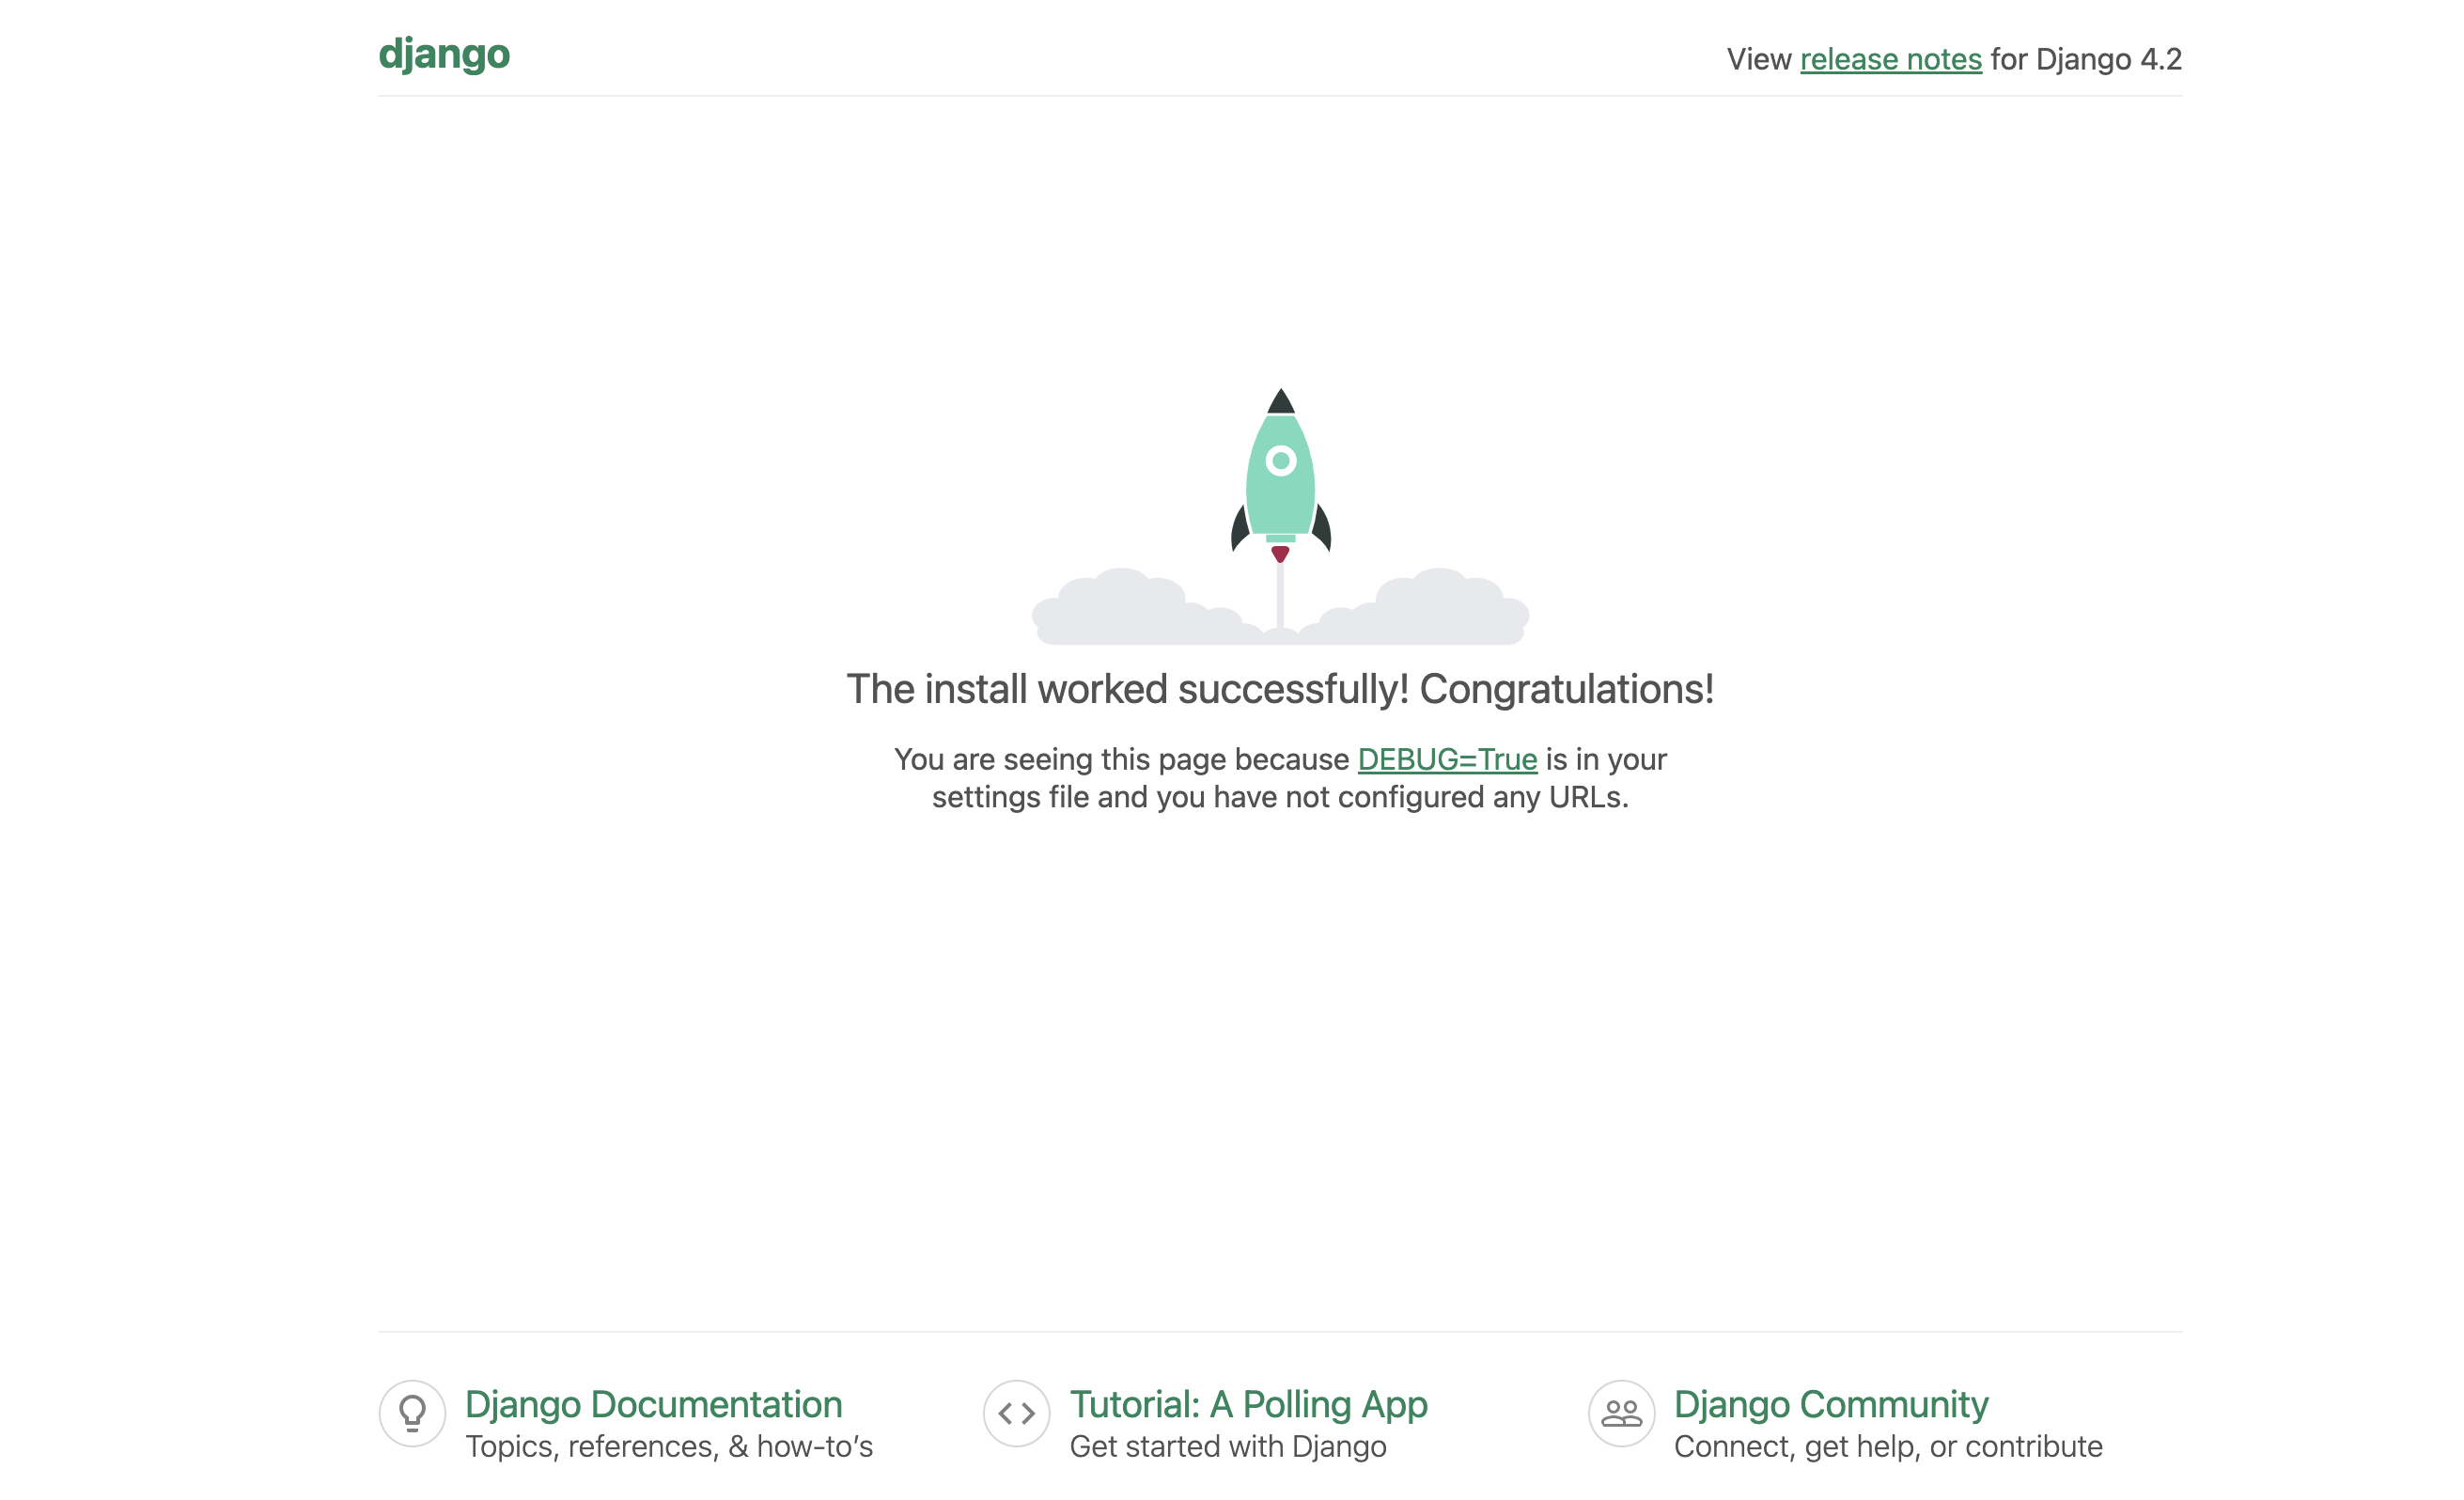 django
View release notes for Django 4.2
The install worked successfully! Congratulations!
You are seeing this page because DEBUG=True is in your
settings file and you have not configured any URLs.
Django Documentation
Topics, references, & how-to’s
Tutorial: A Polling App
Get started with Django
Django Community
Connect, get help, or contribute